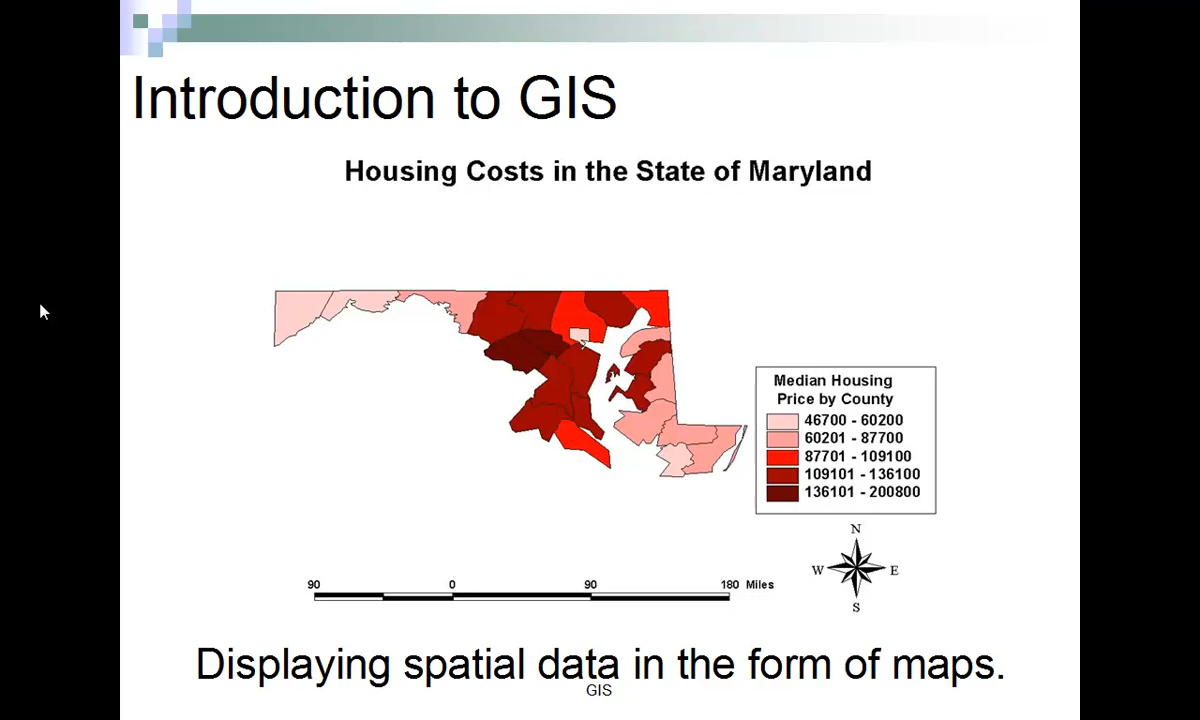 Introduction to GIS
Housing Costs in the State of Maryland
Median Housing
Price by County
46700 - 60200
60201 - 87700
87701 - 109100
109101 - 136100
136101 - 200800
N
W E
S
90 0 90 180 Miles
Displaying spatial data in the form of maps.
GIS